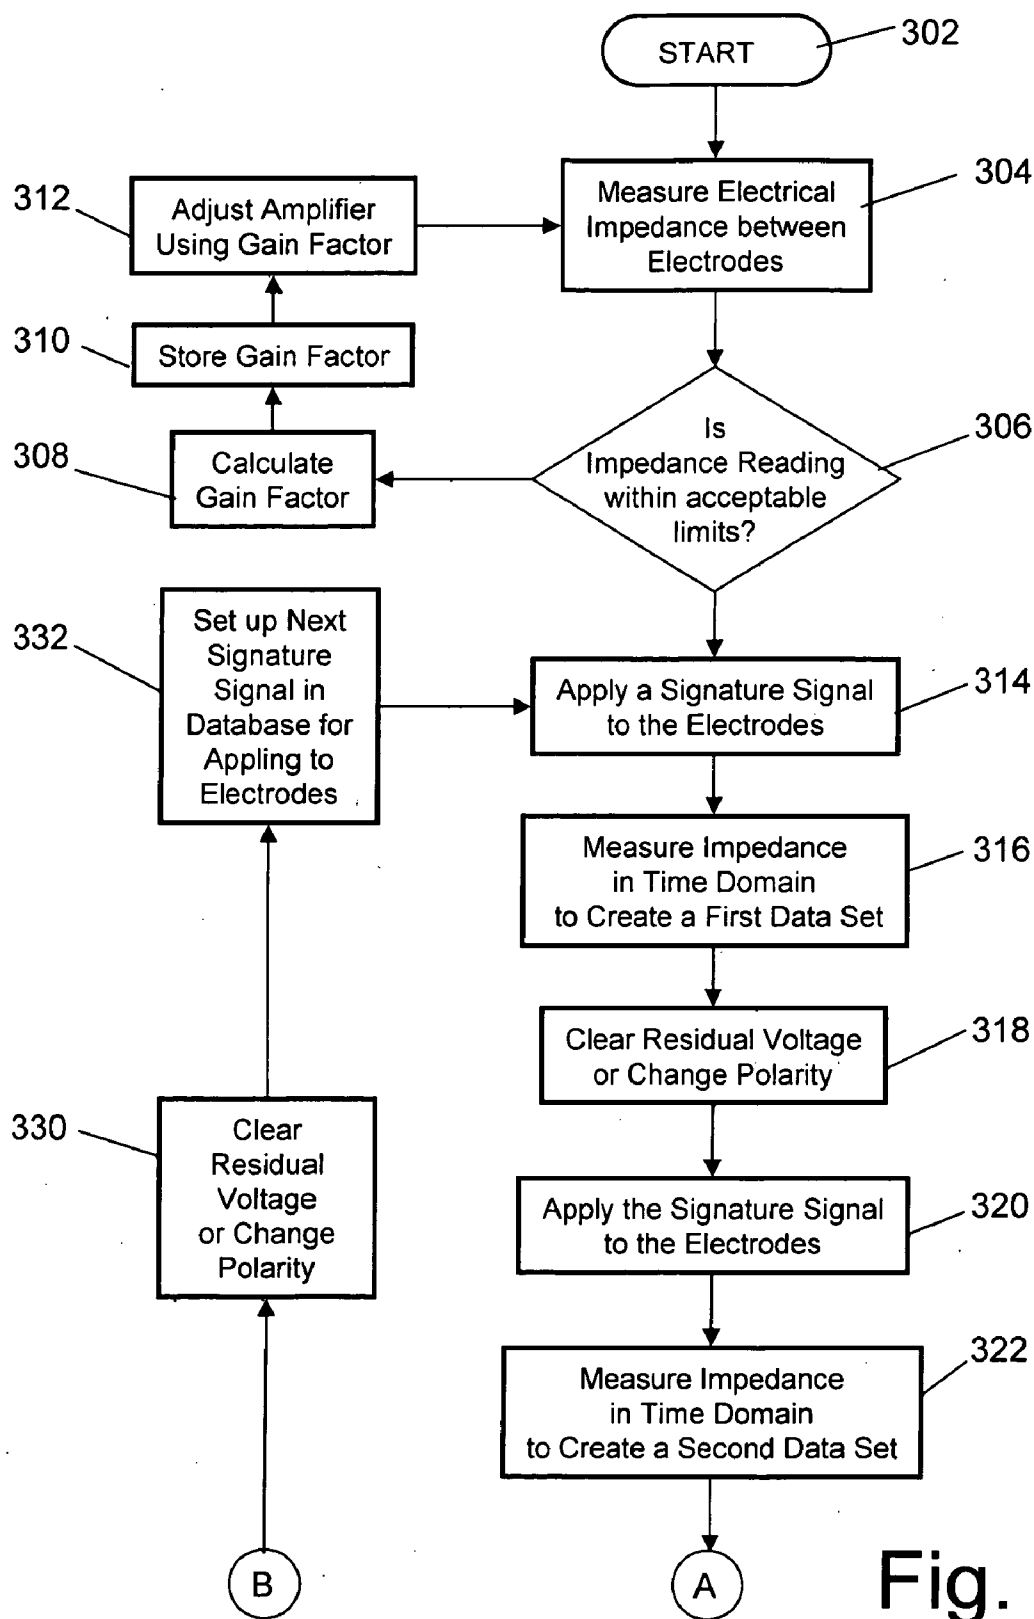 START
302
Measure Electrical
Impedance between
Electrodes
304
312
Adjust Amplifier
Using Gain Factor
310
Store Gain Factor
308
Calculate
Gain Factor
Is
Impedance Reading
within acceptable
limits?
306
332
Set up Next
Signature
Signal in
Database for
Appling to
Electrodes
Apply a Signature Signal
to the Electrodes
314
Measure Impedance
in Time Domain
to Create a First Data Set
316
Clear Residual Voltage
or Change Polarity
318
330
Clear
Residual
Voltage
or Change
Polarity
Apply the Signature Signal
to the Electrodes
320
Measure Impedance
in Time Domain
to Create a Second Data Set
322
B
A
Fig.